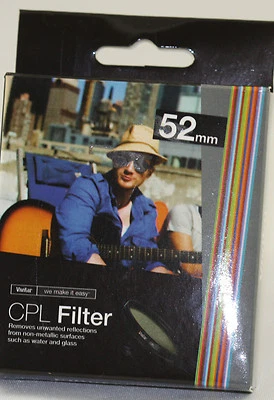 52mm
Vivitar we make it easy
CPL Filter
Removes unwanted reflections
from non-metallic surfaces
such as water and glass